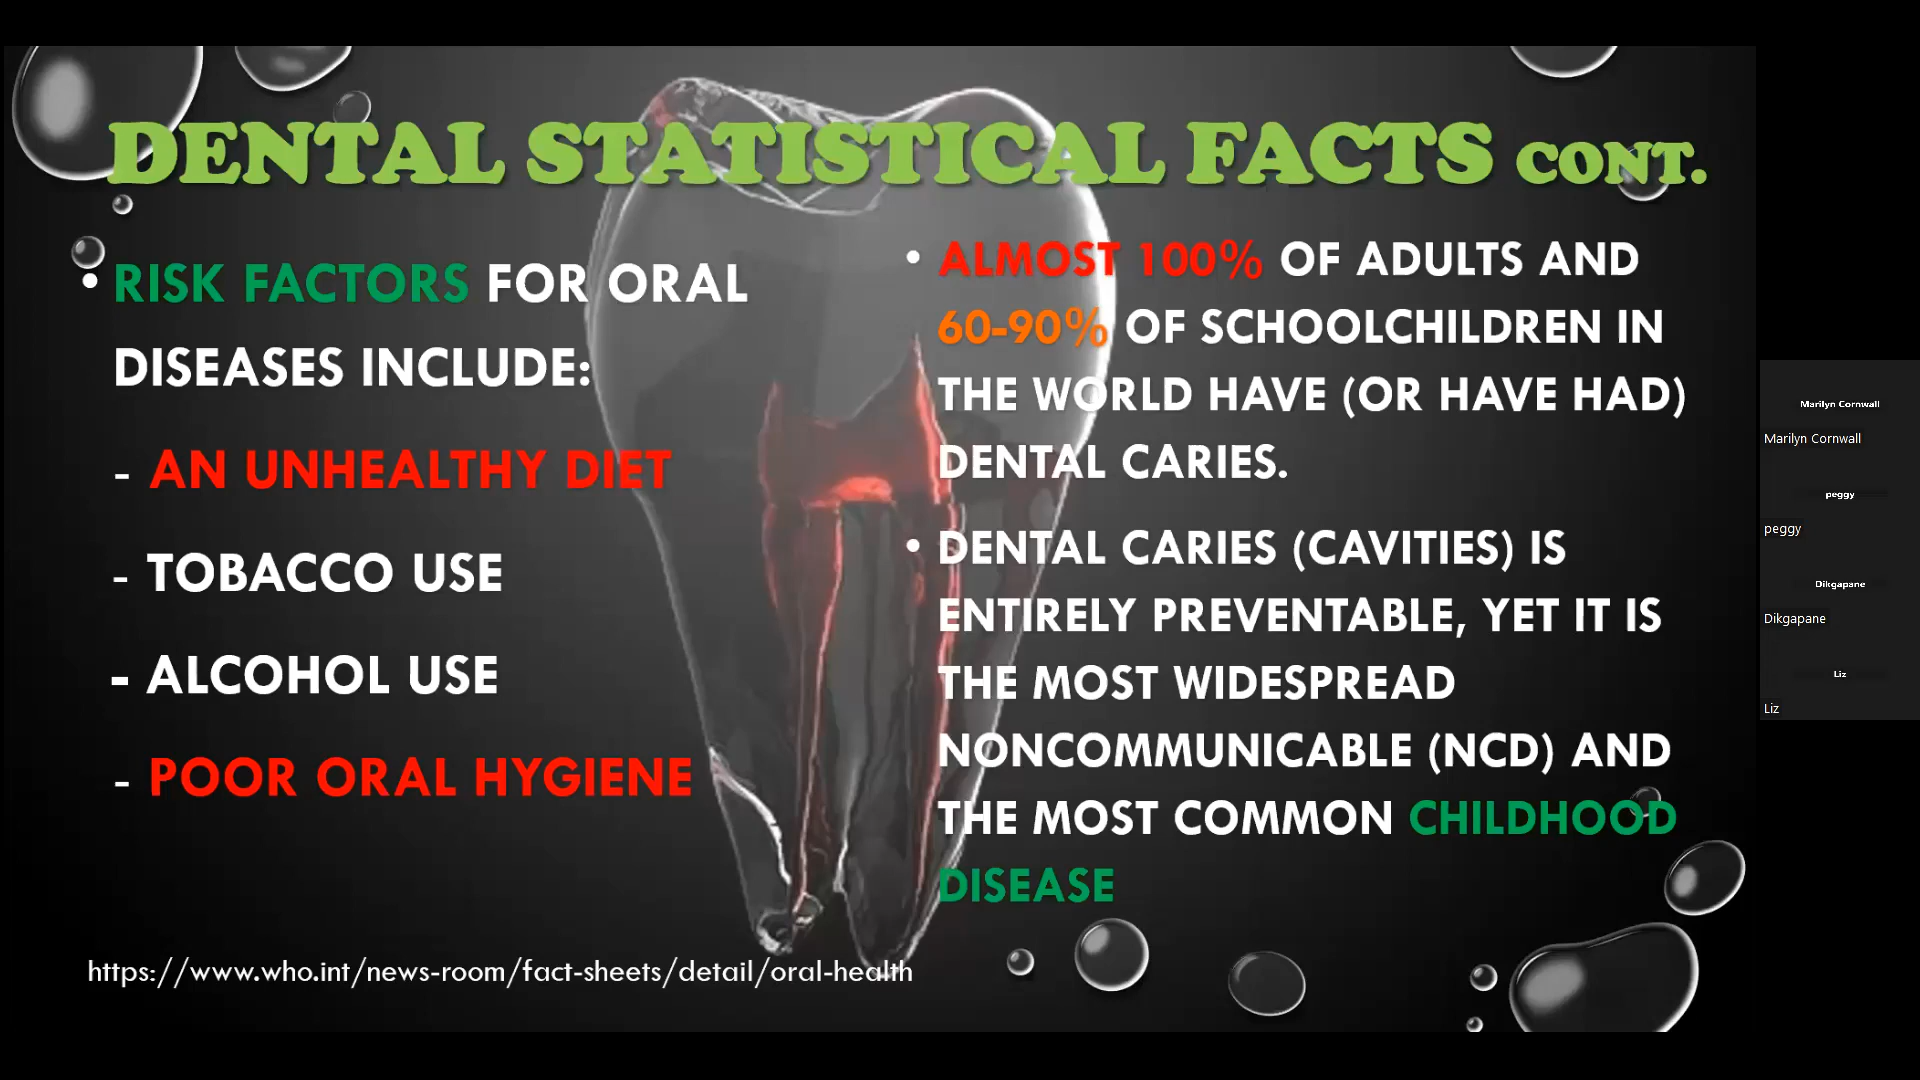 DENTAL STATISTICAL FACTS CONT.
• RISK FACTORS FOR ORAL
DISEASES INCLUDE:
- AN UNHEALTHY DIET
- TOBACCO USE
- ALCOHOL USE
- POOR ORAL HYGIENE
https://www.who.int/news-room/fact-sheets/detail/oral-health
• ALMOST 100% OF ADULTS AND
60-90% OF SCHOOLCHILDREN IN
THE WORLD HAVE (OR HAVE HAD)
DENTAL CARIES.
• DENTAL CARIES (CAVITIES) IS
ENTIRELY PREVENTABLE, YET IT IS
THE MOST WIDESPREAD
NONCOMMUNICABLE (NCD) AND
THE MOST COMMON CHILDHOOD
DISEASE
Marilyn Cornwall
Marilyn Cornwall
peggy
peggy
Dikgapane
Dikgapane
Liz
Liz